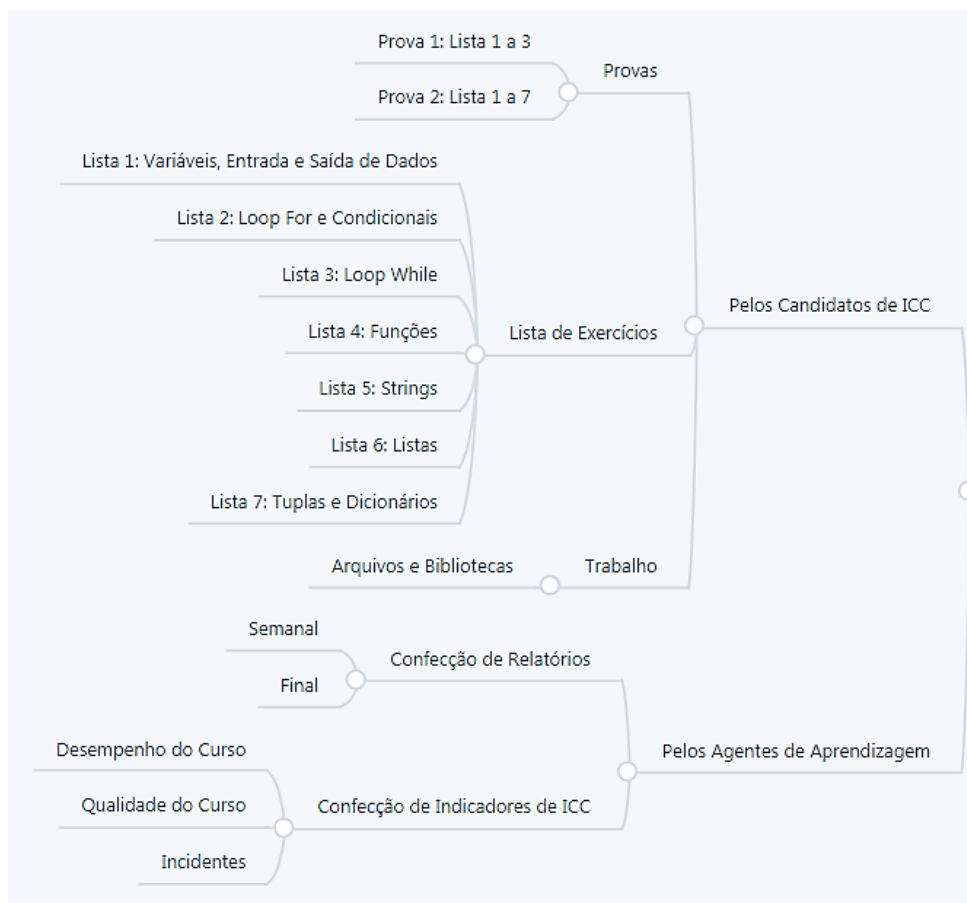 Prova 1: Lista 1 a 3
Provas
Prova 2: Lista 1 a 7
Lista 1: Variáveis, Entrada e Saída de Dados
Lista 2: Loop For e Condicionais
Lista 3: Loop While
Pelos Candidatos de ICC
Lista 4: Funções
Lista de Exercícios
Lista 5: Strings
Lista 6: Listas
Lista 7: Tuplas e Dicionários
Arquivos e Bibliotecas
Trabalho
Semanal
Confecção de Relatórios
Final
Desempenho do Curso
Pelos Agentes de Aprendizagem
Qualidade do Curso
Confecção de Indicadores de ICC
Incidentes